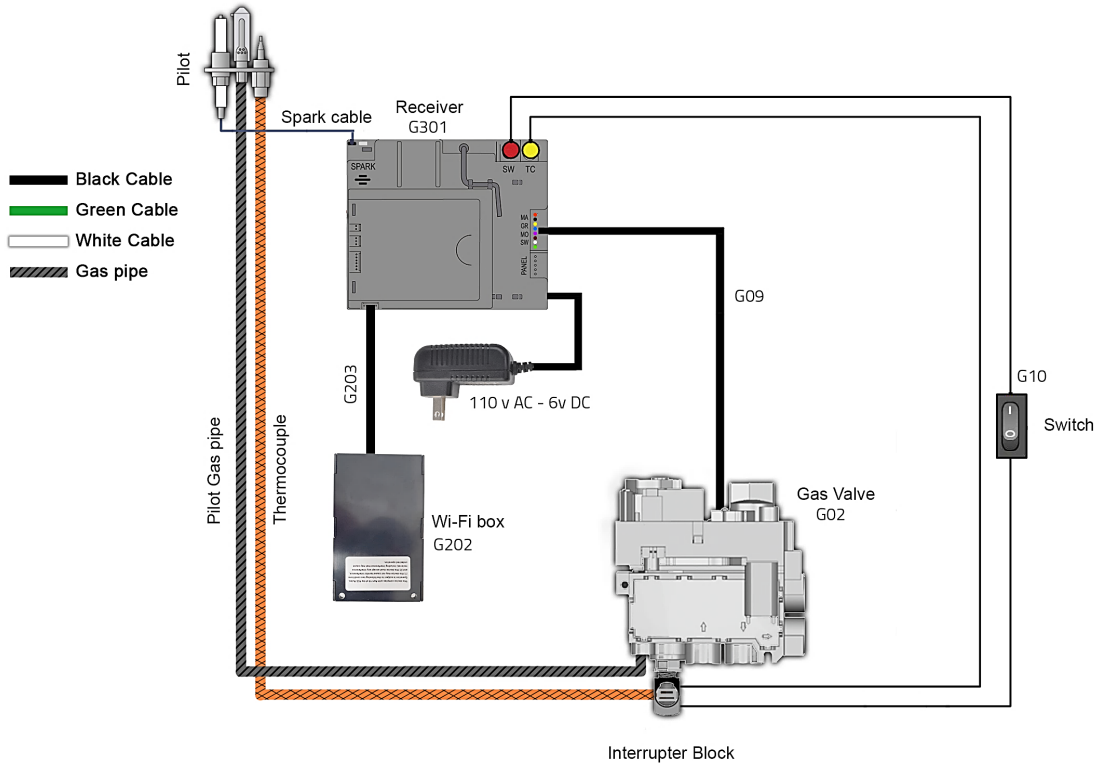 Pilot
Spark cable
Receiver
G301
SPARK
SW TC
MA
GR
MO
SW
PANEL
Black Cable
Green Cable
White Cable
Gas pipe
G09
G203
110 v AC - 6v DC
G10
Switch
Pilot Gas pipe
Thermocouple
Wi-Fi box
G202
Gas Valve
G02
Interrupter Block